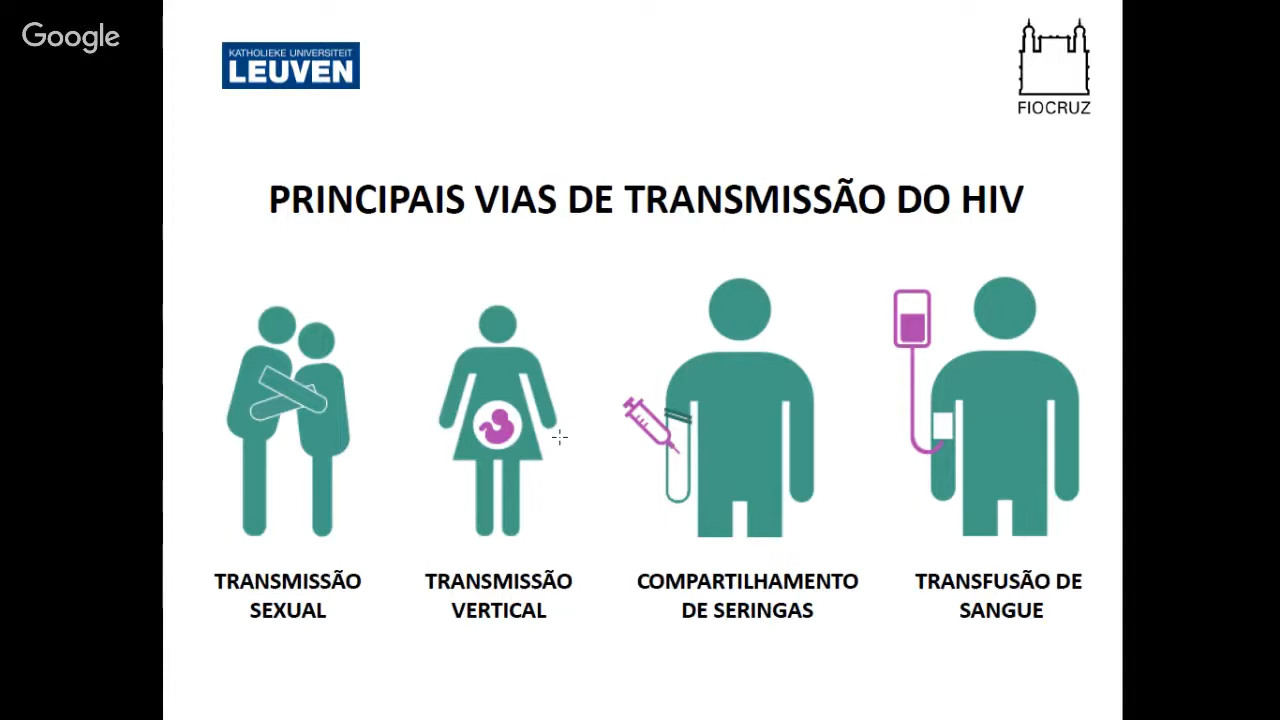 Google
KATHOLIEKE UNIVERSITEIT
LEUVEN
FIOCRUZ
PRINCIPAIS VIAS DE TRANSMISSÃO DO HIV
TRANSMISSÃO
SEXUAL
TRANSMISSÃO
VERTICAL
COMPARTILHAMENTO
DE SERINGAS
TRANSFUSÃO DE
SANGUE